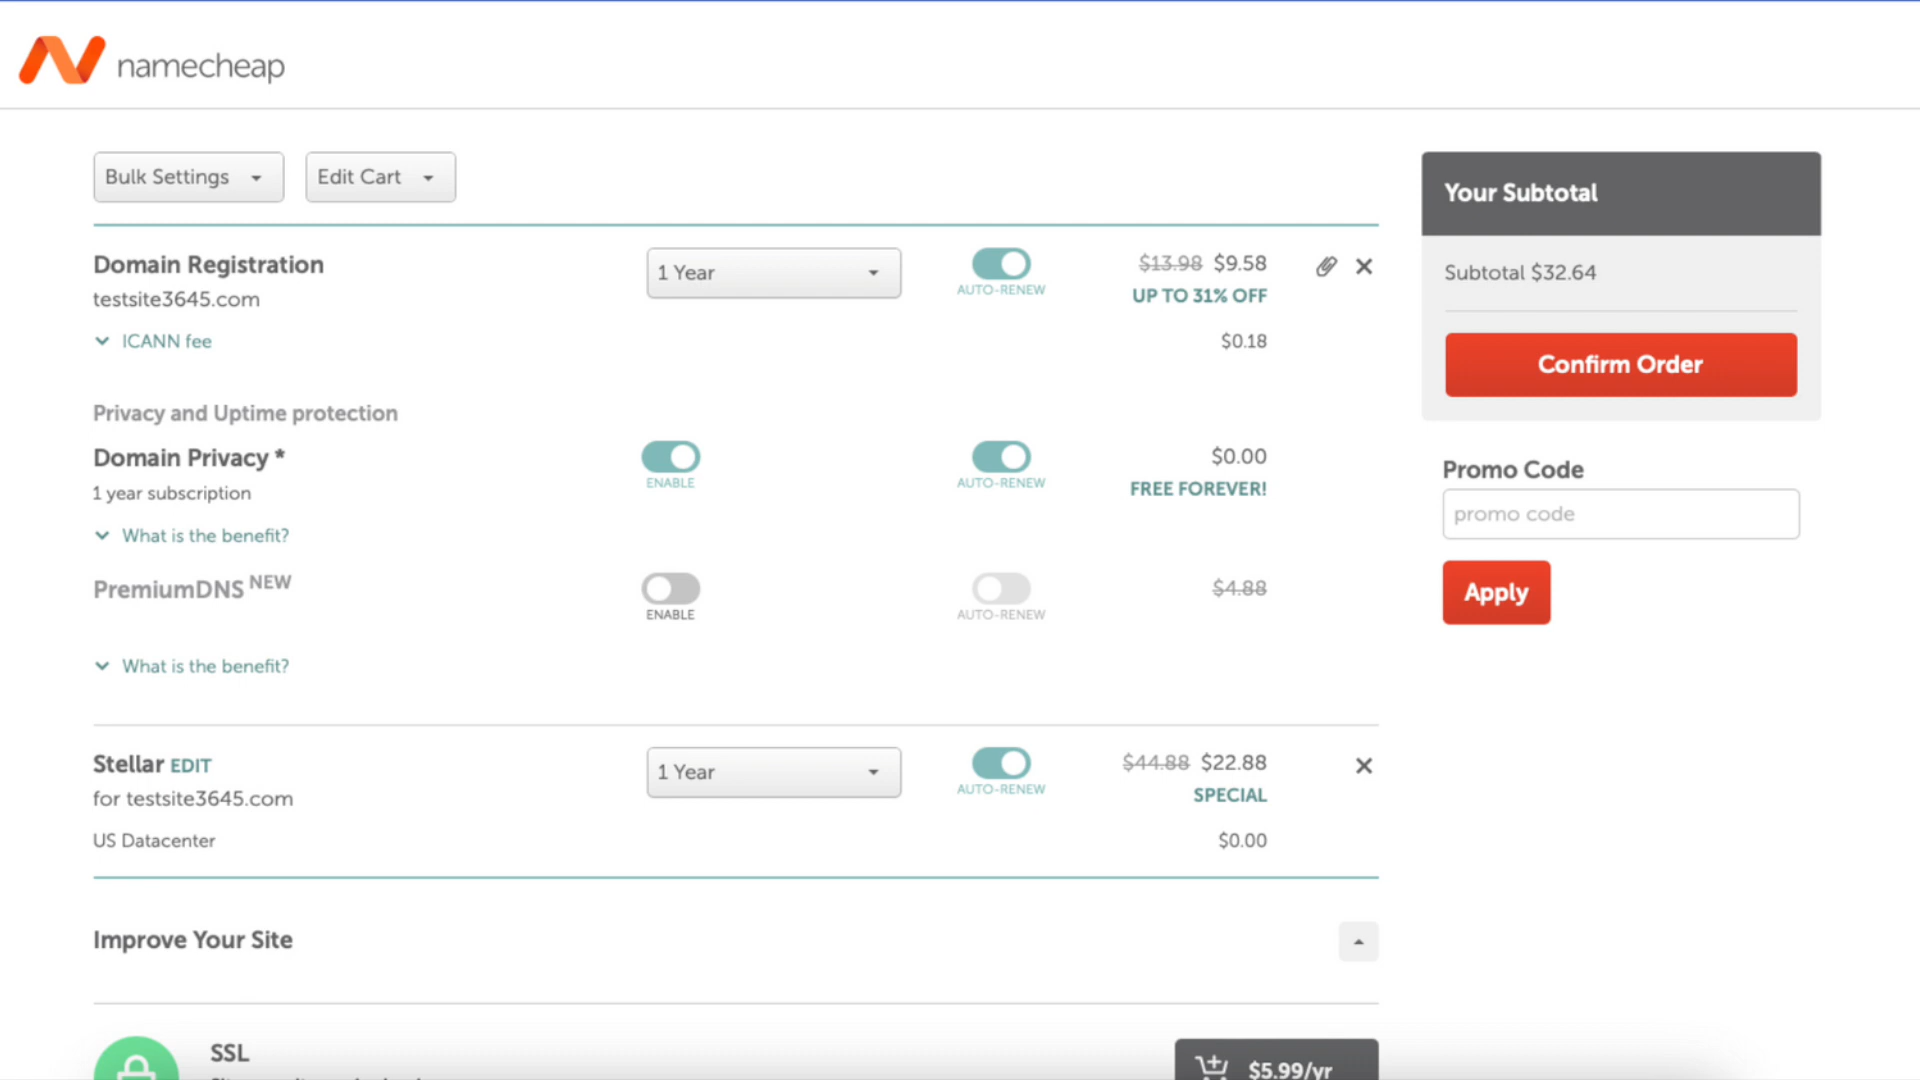 namecheap
Bulk Settings
Edit Cart
Domain Registration
testsite3645.com
1 Year
AUTO-RENEW
$13.98 $9.58
UP TO 31% OFF
ICANN fee
$0.18
Privacy and Uptime protection
Domain Privacy *
1 year subscription
ENABLE
AUTO-RENEW
$0.00
FREE FOREVER!
What is the benefit?
PremiumDNS NEW
ENABLE
AUTO-RENEW
$4.88
What is the benefit?
Stellar EDIT
for testsite3645.com
US Datacenter
1 Year
AUTO-RENEW
$44.88 $22.88
SPECIAL
$0.00
Improve Your Site
SSL
$5.99/yr
Your Subtotal
Subtotal $32.64
Confirm Order
Promo Code
promo code
Apply